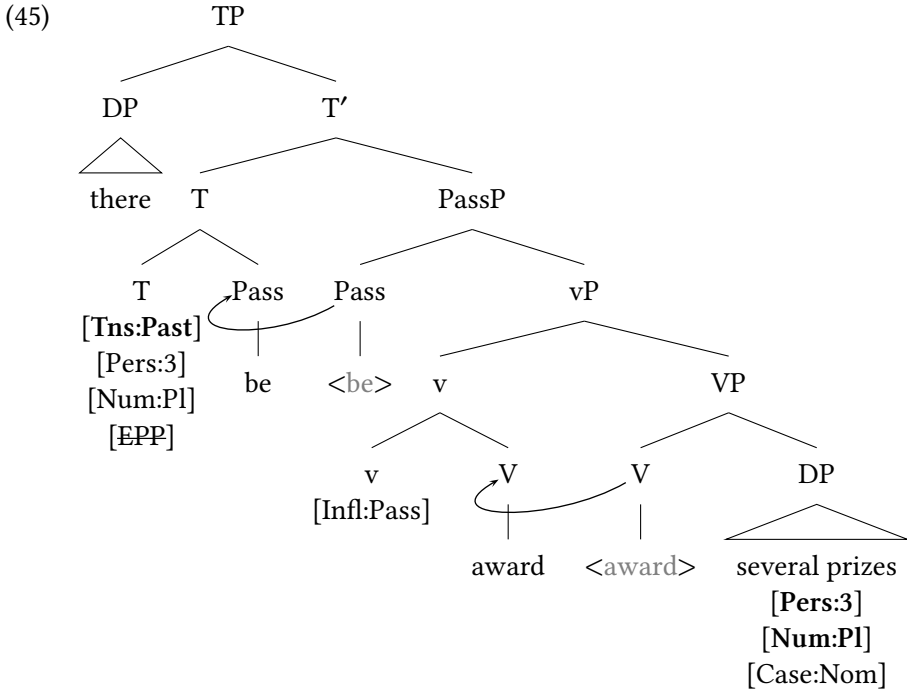 (45) TP
DP T′
there T PassP
T Pass Pass vP
[Tns:Past]
[Pers:3] be <be> v VP
[Num:Pl]
[EPP] v V V DP
[Infl:Pass]
award <award> several prizes
[Pers:3]
[Num:Pl]
[Case:Nom]